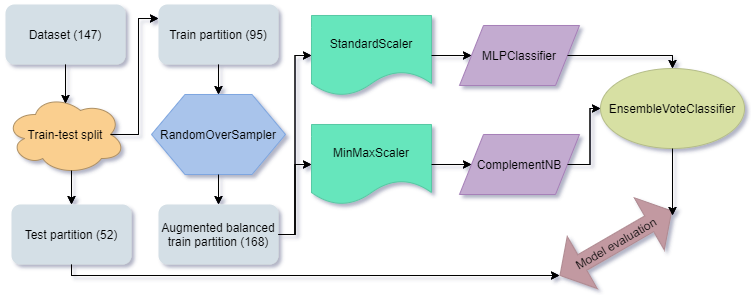 Dataset (147)
Train partition (95)
StandardScaler
MLPClassifier
EnsembleVoteClassifier
Train-test split
RandomOverSampler
MinMaxScaler
ComplementNB
Test partition (52)
Augmented balanced
train partition (168)
Model evaluation